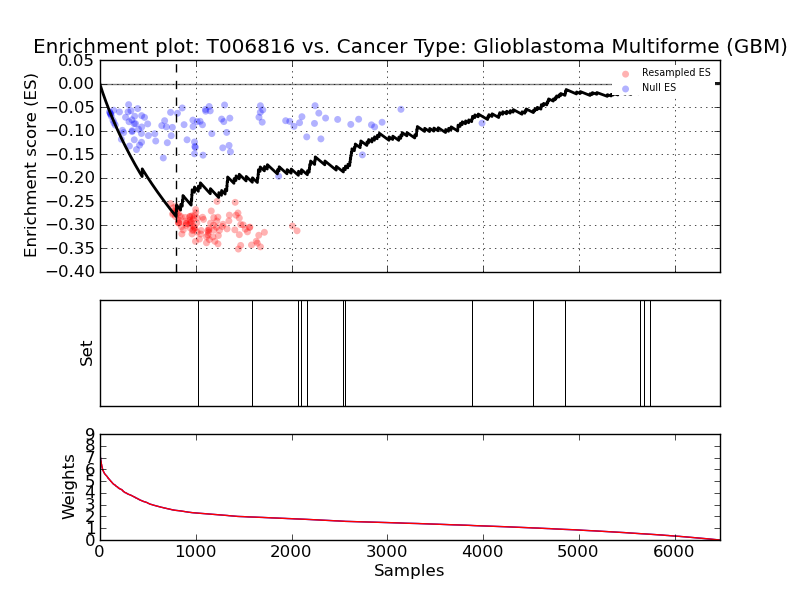 Enrichment plot: T006816 vs. Cancer Type: Glioblastoma Multiforme (GBM)
Enrichment score (ES)
0.05
0.00
−0.05
−0.10
−0.15
−0.20
−0.25
−0.30
−0.35
−0.40
Resampled ES
Null ES
Set
Weights
9
8
7
6
5
4
3
2
1
0
0 1000 2000 3000 4000 5000 6000
Samples